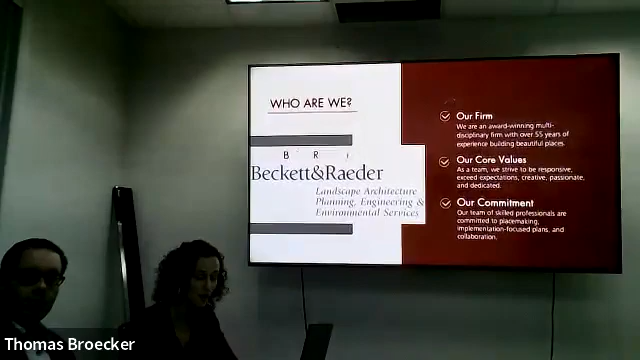 WHO ARE WE?
B R i
Beckett&Raeder
Landscape Architecture
Planning, Engineering &
Environmental Services
Our Firm
We are an award-winning multi-
disciplinary firm with over 55 years of
experience building beautiful places.
Our Core Values
As a team, we strive to be responsive,
exceed expectations, creative, passionate,
and dedicated.
Our Commitment
Our team of skilled professionals are
committed to placemaking,
implementation-focused plans, and
collaboration.
Thomas Broecker